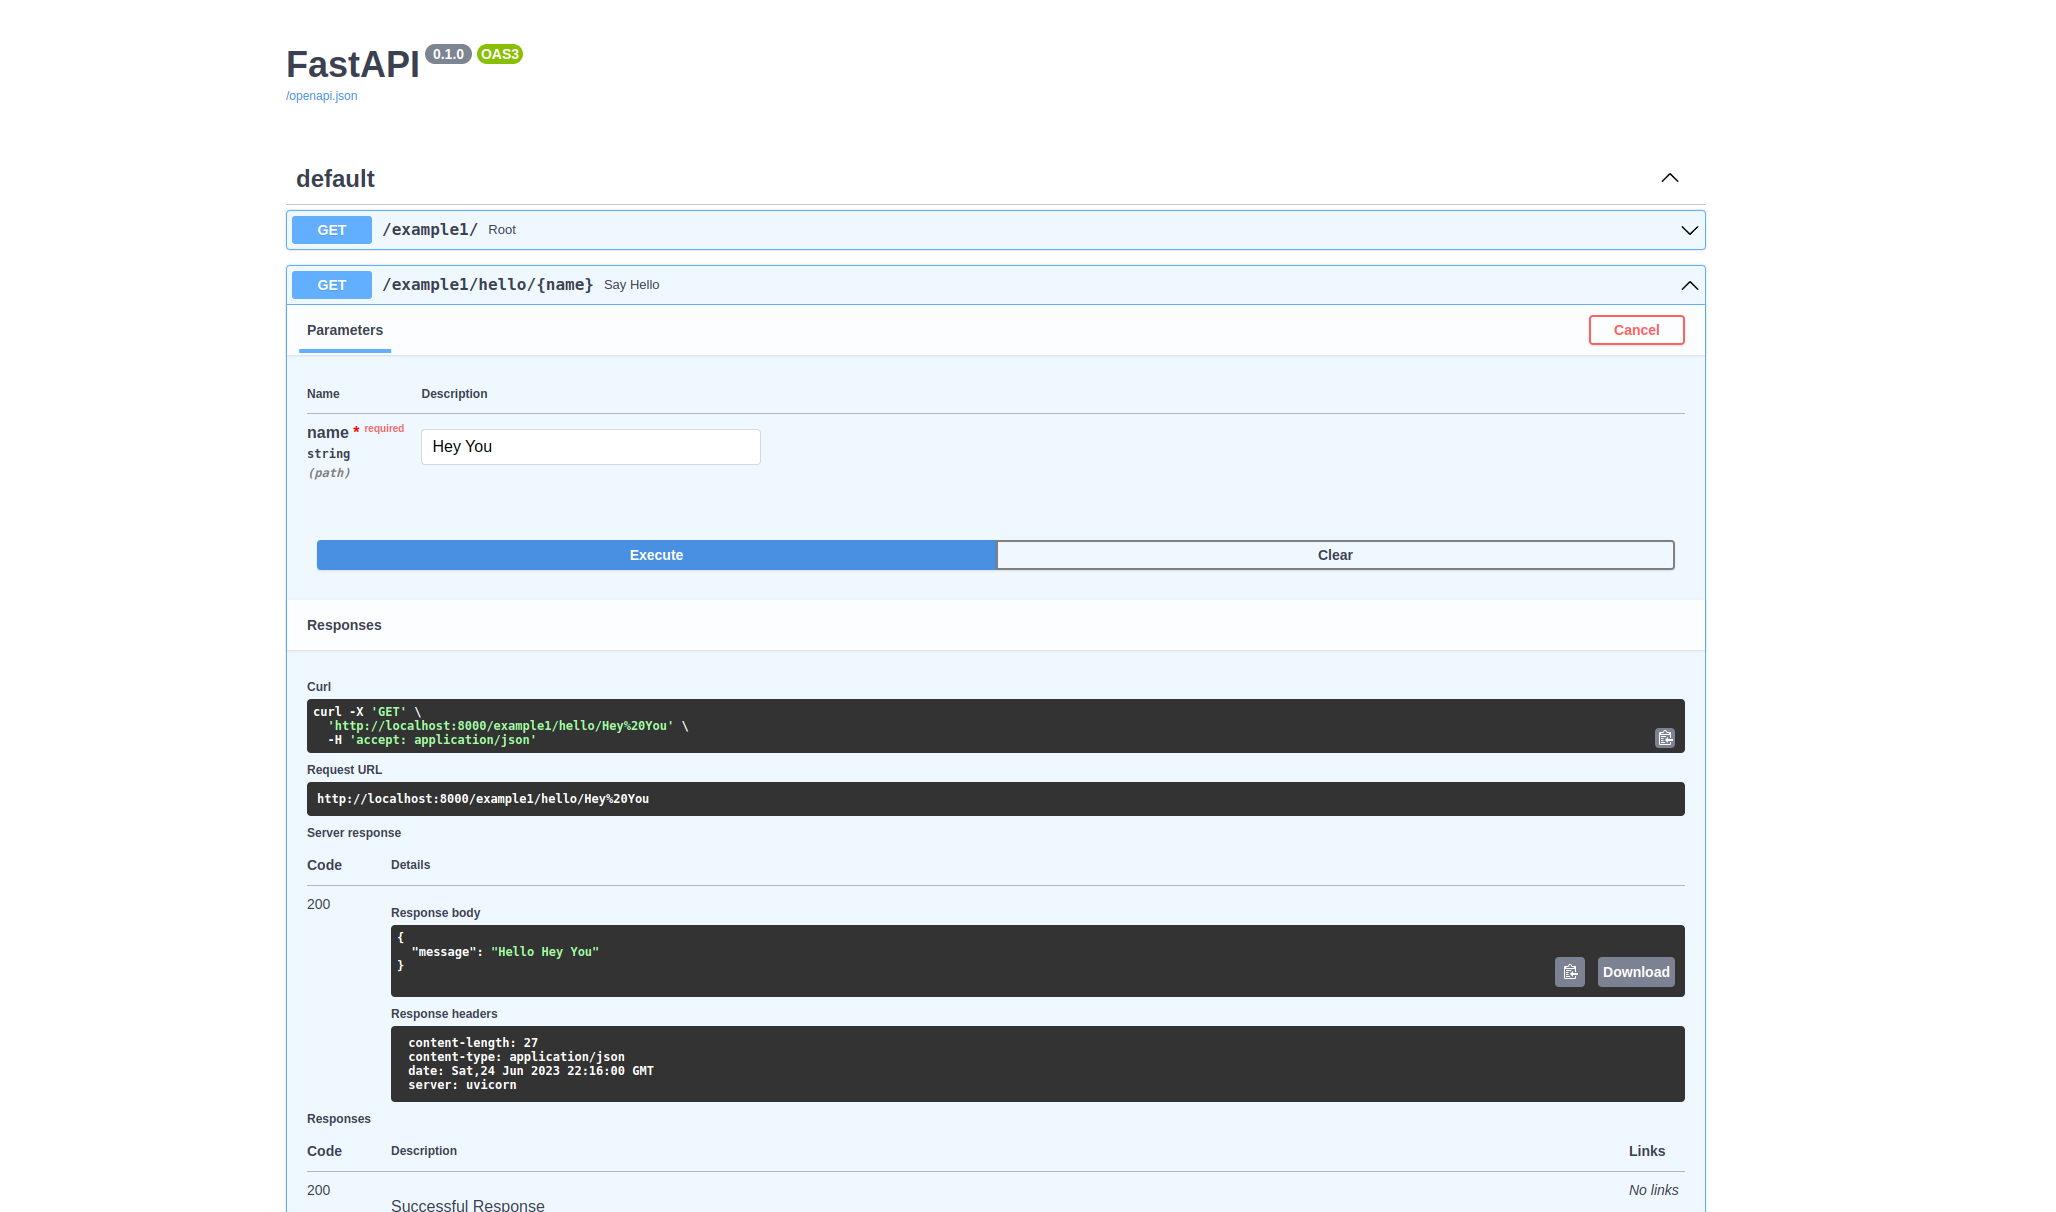 FastAPI 0.1.0 OAS3
/openapi.json
default
GET /example1/ Root
GET /example1/hello/{name} Say Hello
Parameters Cancel
Name Description
name * required
string
(path)
Hey You
Execute Clear
Responses
Curl
curl -X 'GET' \
  'http://localhost:8000/example1/hello/Hey%20You' \
  -H 'accept: application/json'
Request URL
http://localhost:8000/example1/hello/Hey%20You
Server response
Code Details
200
Response body
{
  "message": "Hello Hey You"
}
Download
Response headers
content-length: 27
content-type: application/json
date: Sat,24 Jun 2023 22:16:00 GMT
server: uvicorn
Responses
Code Description Links
200 No links
Successful Response